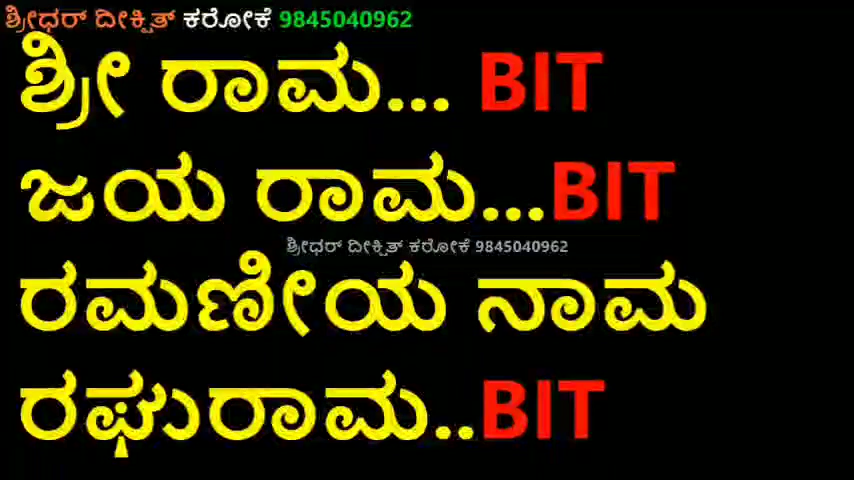 ಶ್ರೀಧರ್ ದೀಕ್ಷಿತ್ ಕರೋಕೆ 9845040962
ಶ್ರೀ ರಾಮ... BIT
ಜಯ ರಾಮ...BIT
ಶ್ರೀಧರ್ ದೀಕ್ಷಿತ್ ಕರೋಕೆ 9845040962
ರಮಣೀಯ ನಾಮ
ರಘುರಾಮ..BIT